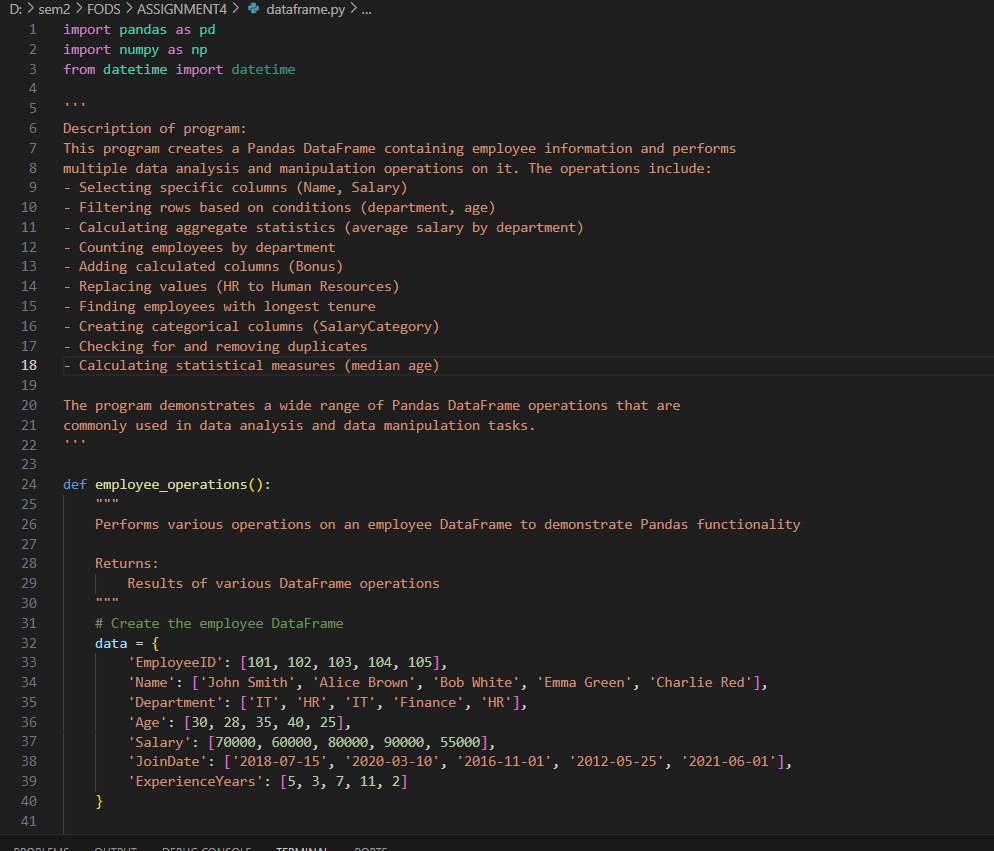 D: > sem2 > FODS > ASSIGNMENT4 > dataframe.py > ...
1 import pandas as pd
2 import numpy as np
3 from datetime import datetime
4
5 '''
6 Description of program:
7 This program creates a Pandas DataFrame containing employee information and performs
8 multiple data analysis and manipulation operations on it. The operations include:
9 - Selecting specific columns (Name, Salary)
10 - Filtering rows based on conditions (department, age)
11 - Calculating aggregate statistics (average salary by department)
12 - Counting employees by department
13 - Adding calculated columns (Bonus)
14 - Replacing values (HR to Human Resources)
15 - Finding employees with longest tenure
16 - Creating categorical columns (SalaryCategory)
17 - Checking for and removing duplicates
18 - Calculating statistical measures (median age)
19
20 The program demonstrates a wide range of Pandas DataFrame operations that are
21 commonly used in data analysis and data manipulation tasks.
22 '''
23
24 def employee_operations():
25 """
26 Performs various operations on an employee DataFrame to demonstrate Pandas functionality
27
28 Returns:
29 Results of various DataFrame operations
30 """
31 # Create the employee DataFrame
32 data = {
33 'EmployeeID': [101, 102, 103, 104, 105],
34 'Name': ['John Smith', 'Alice Brown', 'Bob White', 'Emma Green', 'Charlie Red'],
35 'Department': ['IT', 'HR', 'IT', 'Finance', 'HR'],
36 'Age': [30, 28, 35, 40, 25],
37 'Salary': [70000, 60000, 80000, 90000, 55000],
38 'JoinDate': ['2018-07-15', '2020-03-10', '2016-11-01', '2012-05-25', '2021-06-01'],
39 'ExperienceYears': [5, 3, 7, 11, 2]
40 }
41
PROBLEMS OUTPUT DEBUG CONSOLE TERMINAL PORTS